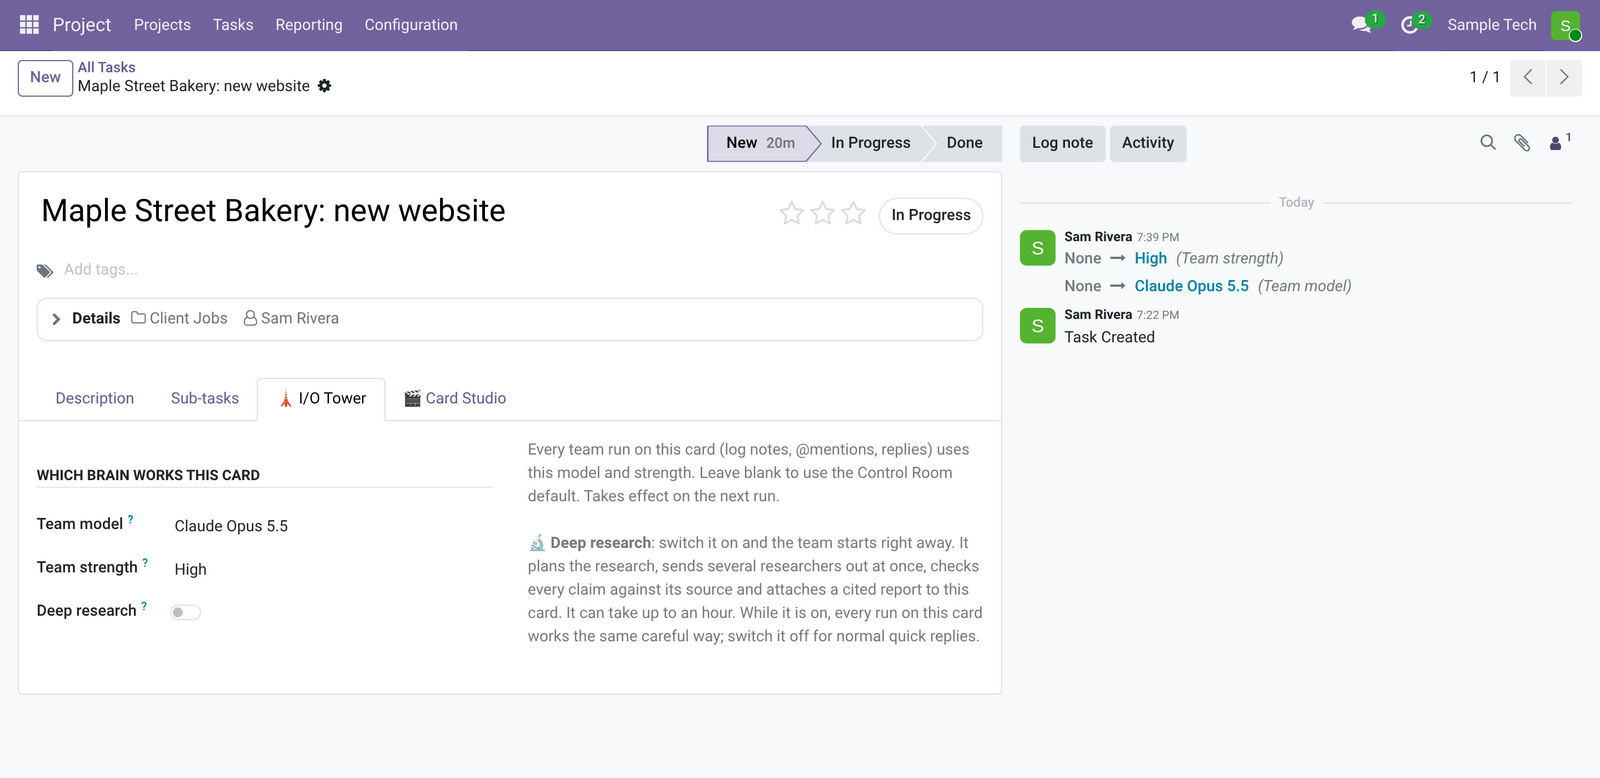 Project
Projects
Tasks
Reporting
Configuration
1
2
Sample Tech
S
New
All Tasks
Maple Street Bakery: new website
1 / 1
New 20m
In Progress
Done
Log note
Activity
1
Maple Street Bakery: new website
In Progress
Add tags...
Details Client Jobs Sam Rivera
Description
Sub-tasks
I/O Tower
Card Studio
WHICH BRAIN WORKS THIS CARD
Team model ?
Claude Opus 5.5
Team strength ?
High
Deep research ?
Every team run on this card (log notes, @mentions, replies) uses
this model and strength. Leave blank to use the Control Room
default. Takes effect on the next run.
Deep research: switch it on and the team starts right away. It
plans the research, sends several researchers out at once, checks
every claim against its source and attaches a cited report to this
card. It can take up to an hour. While it is on, every run on this card
works the same careful way; switch it off for normal quick replies.
Today
S
Sam Rivera 7:39 PM
None → High (Team strength)
None → Claude Opus 5.5 (Team model)
S
Sam Rivera 7:22 PM
Task Created